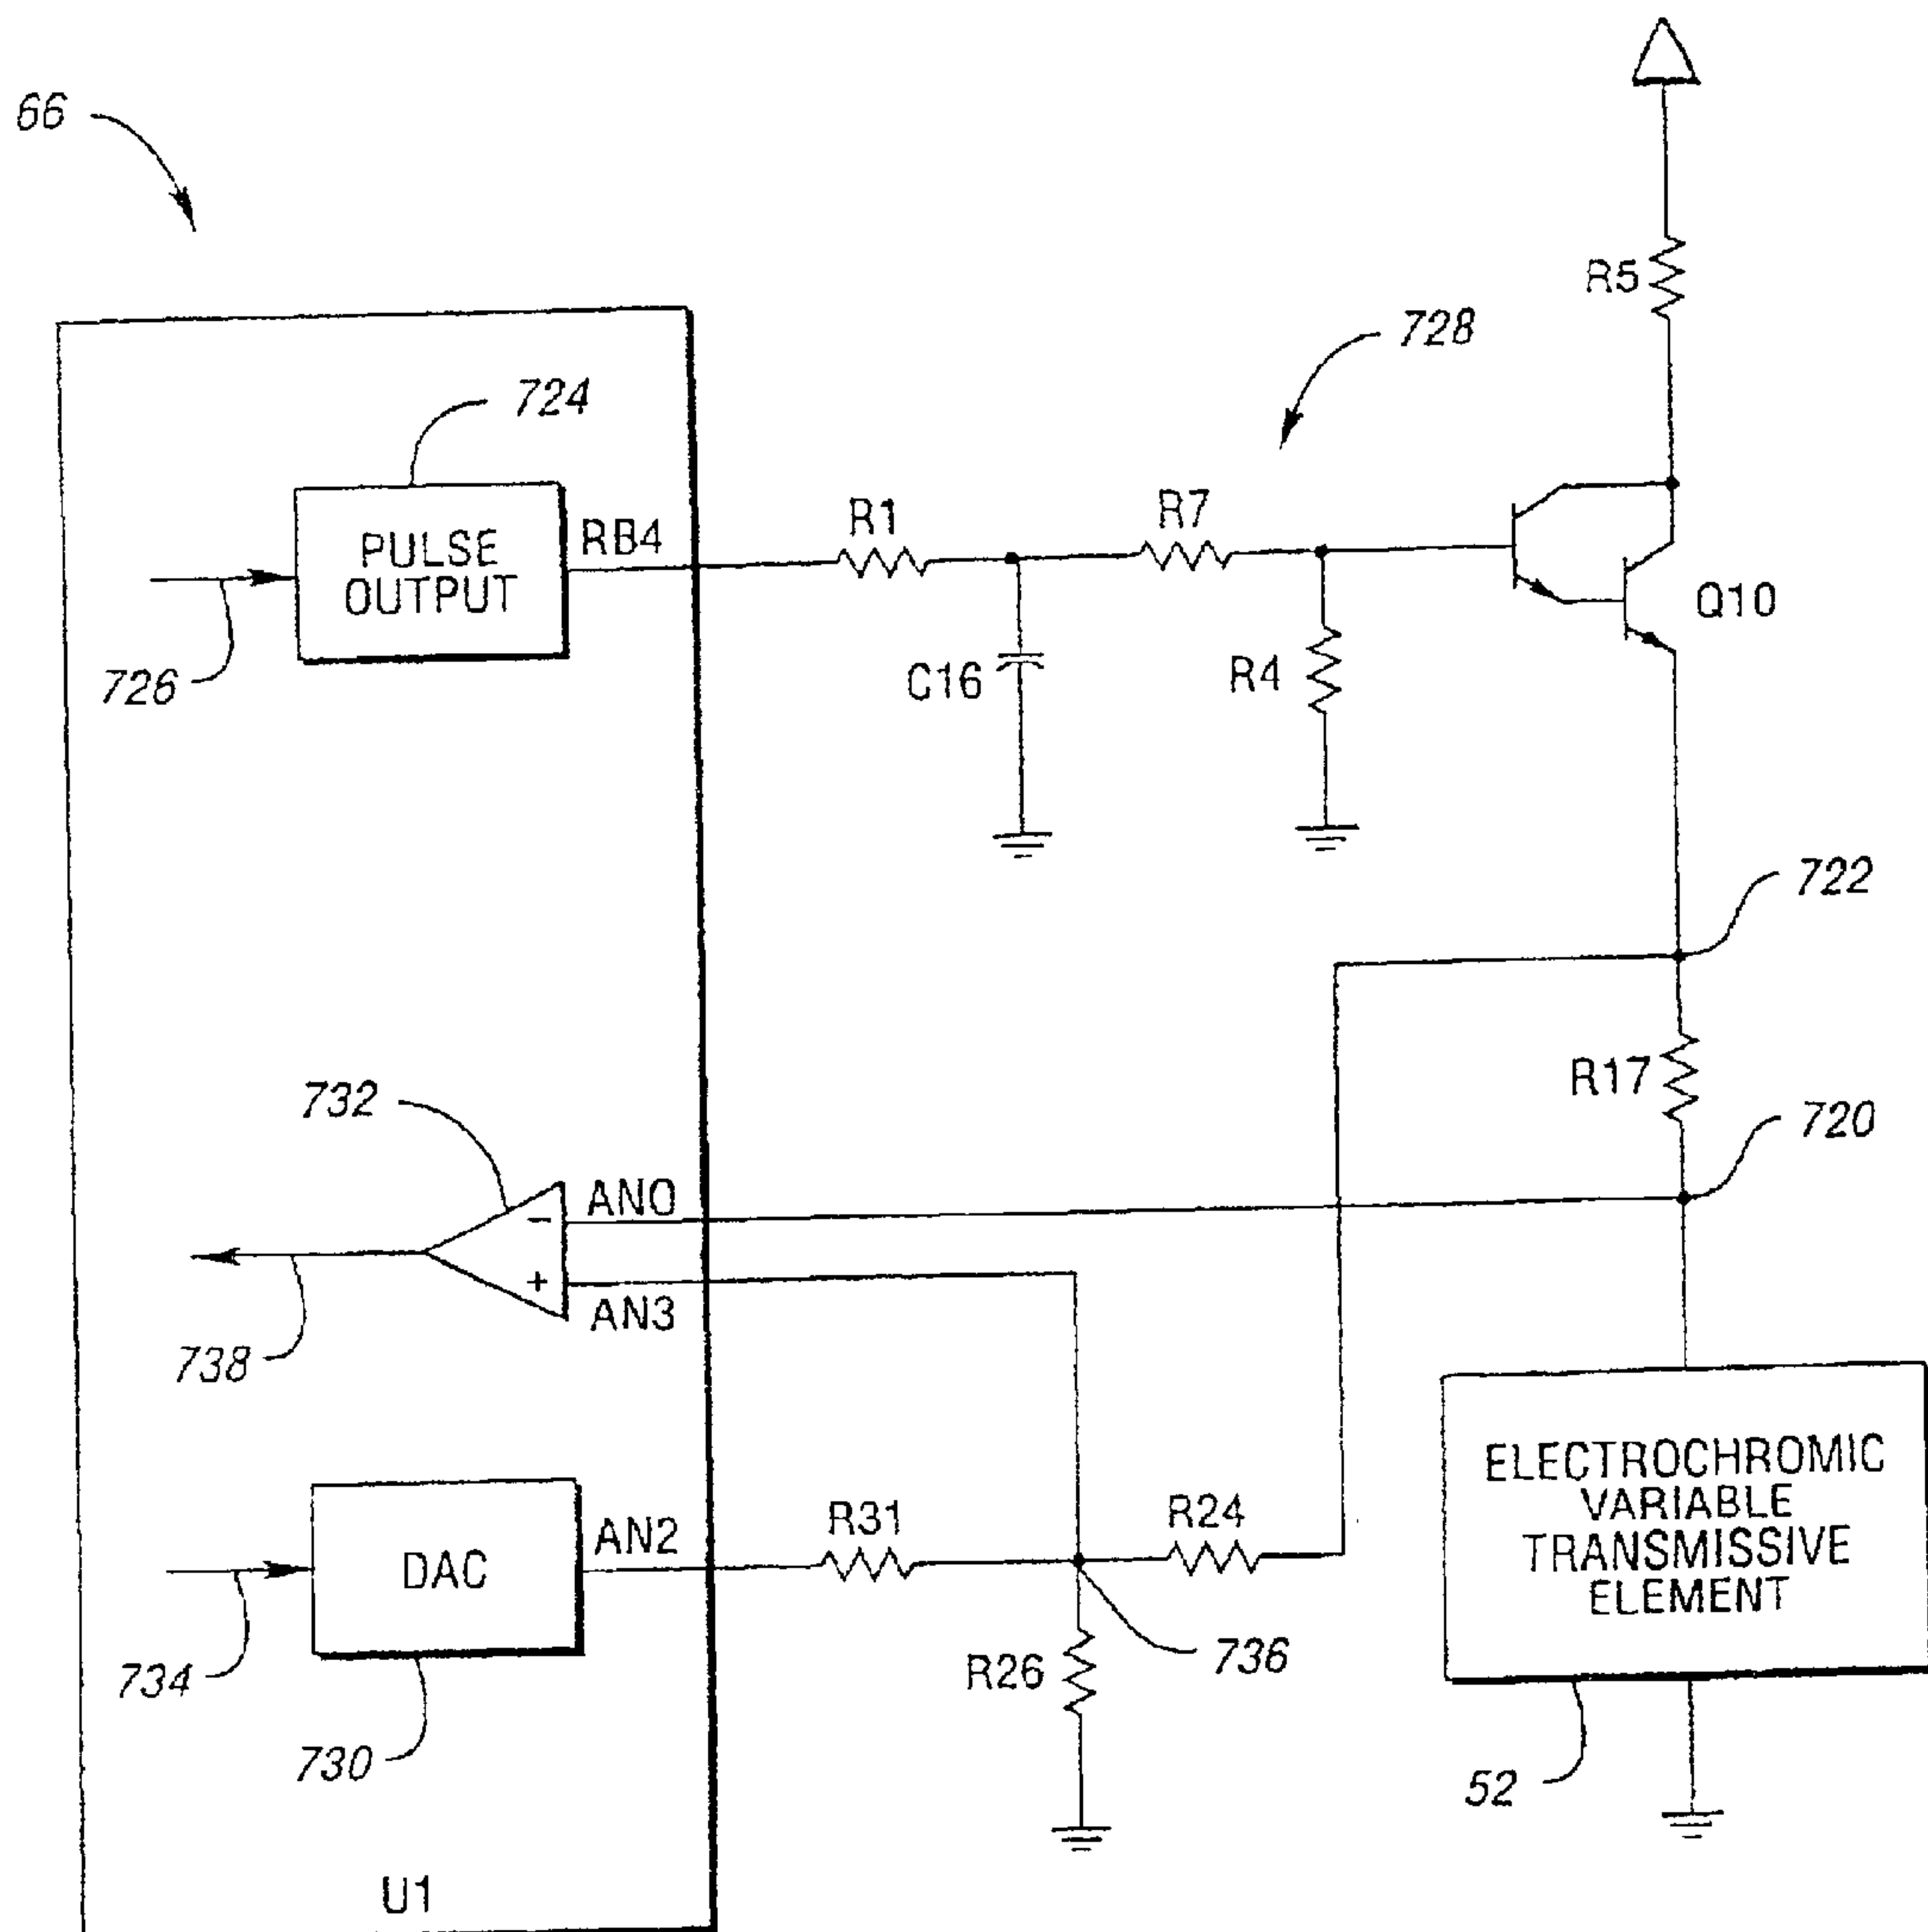 66
R5
728
724
PULSE
OUTPUT
RB4
R1
R7
Q10
726
C16
R4
722
R17
732
720
AN0
-
+
AN3
738
ELECTROCHROMIC
VARIABLE
TRANSMISSIVE
ELEMENT
DAC
AN2
R31
R24
734
R26
736
730
52
U1